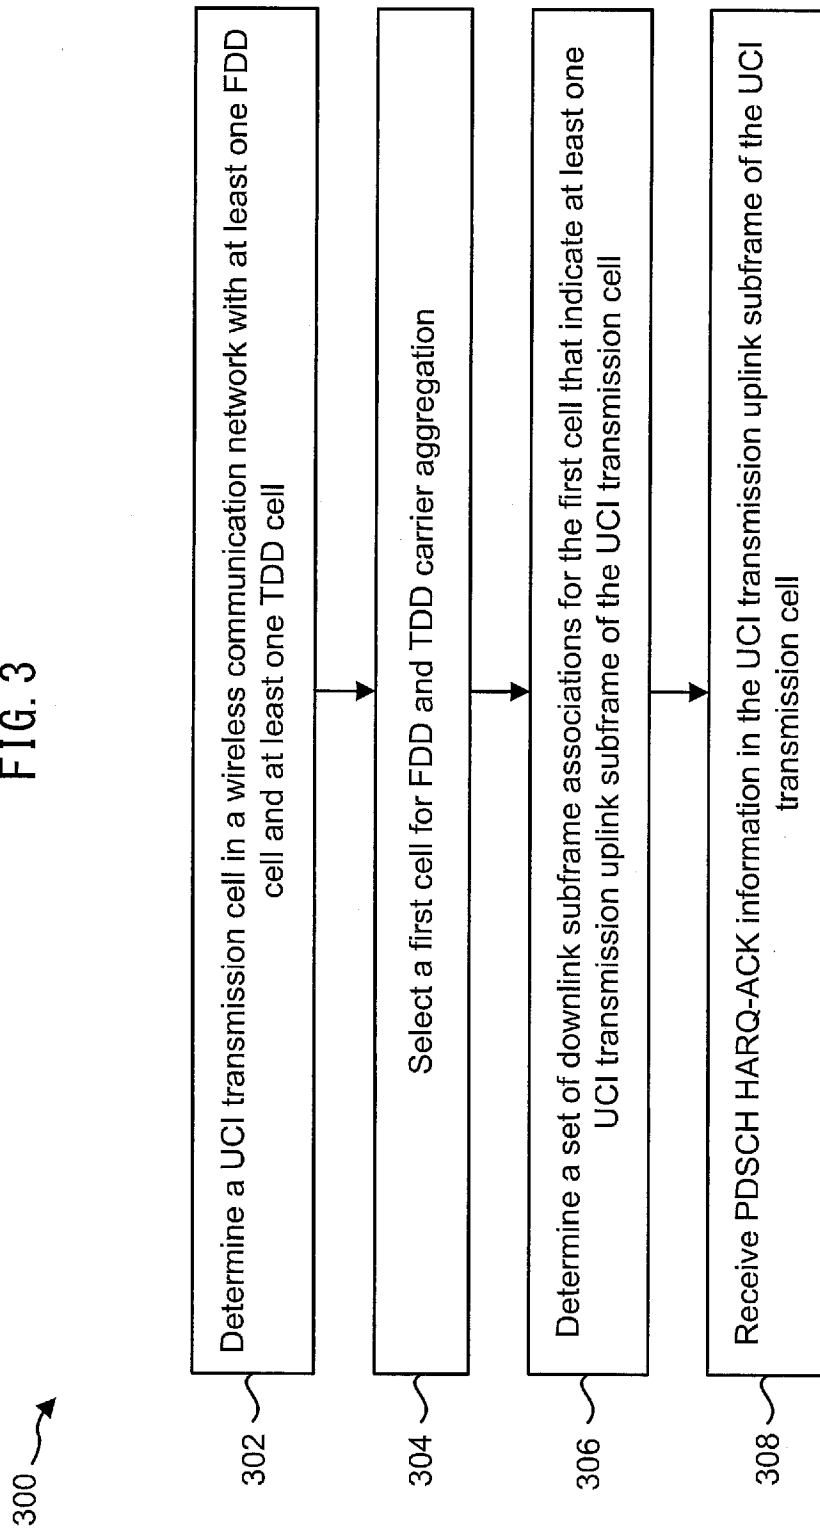 FIG. 3
300
302
Determine a UCI transmission cell in a wireless communication network with at least one FDD
cell and at least one TDD cell
304
Select a first cell for FDD and TDD carrier aggregation
306
Determine a set of downlink subframe associations for the first cell that indicate at least one
UCI transmission uplink subframe of the UCI transmission cell
308
Receive PDSCH HARQ-ACK information in the UCI transmission uplink subframe of the UCI
transmission cell